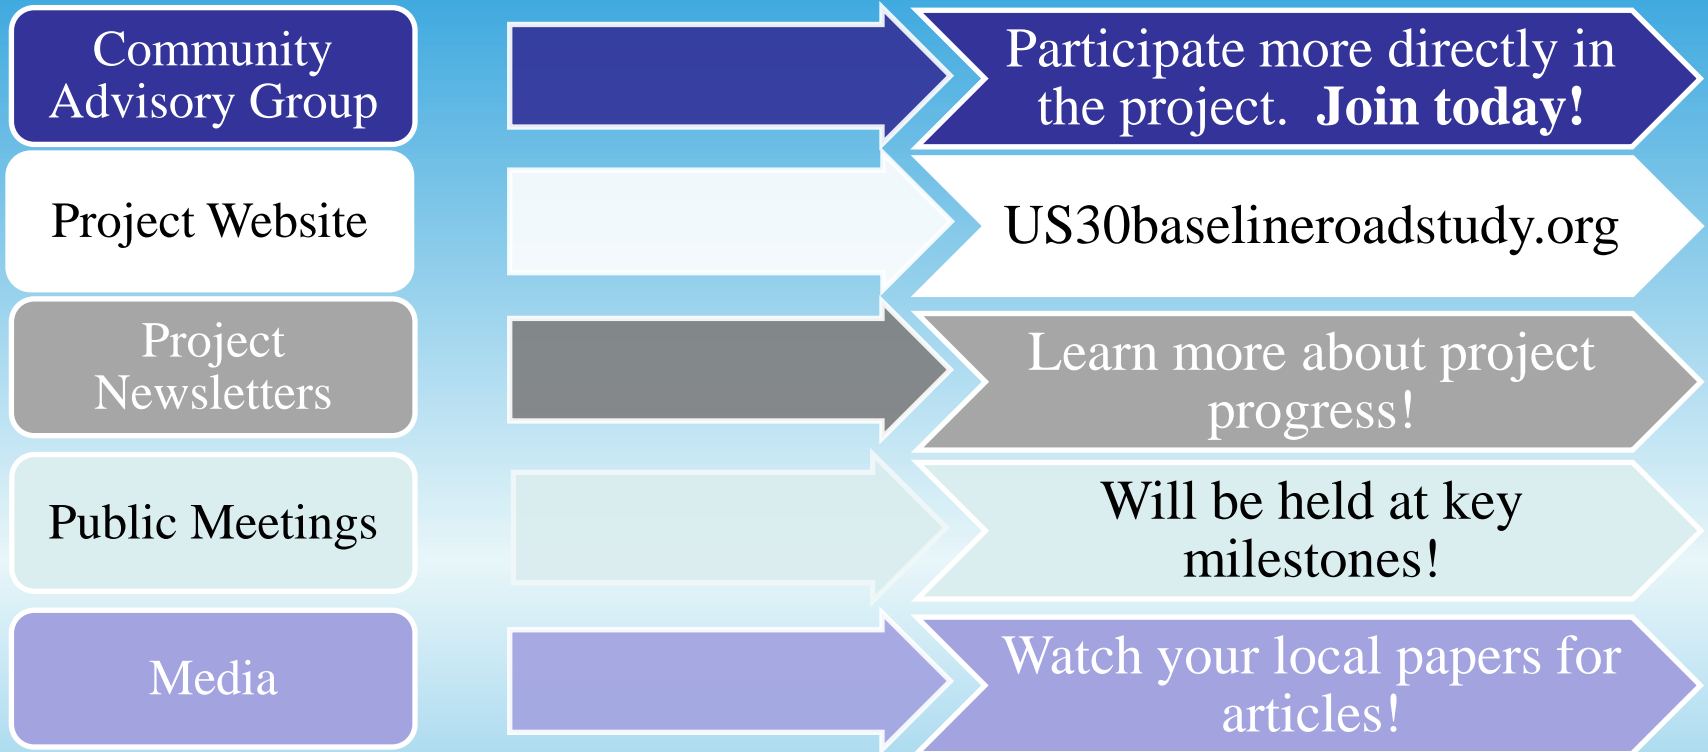 Community
Advisory Group
Participate more directly in
the project.  Join today!
Project Website
US30baselineroadstudy.org
Project
Newsletters
Learn more about project
progress!
Public Meetings
Will be held at key
milestones!
Media
Watch your local papers for
articles!